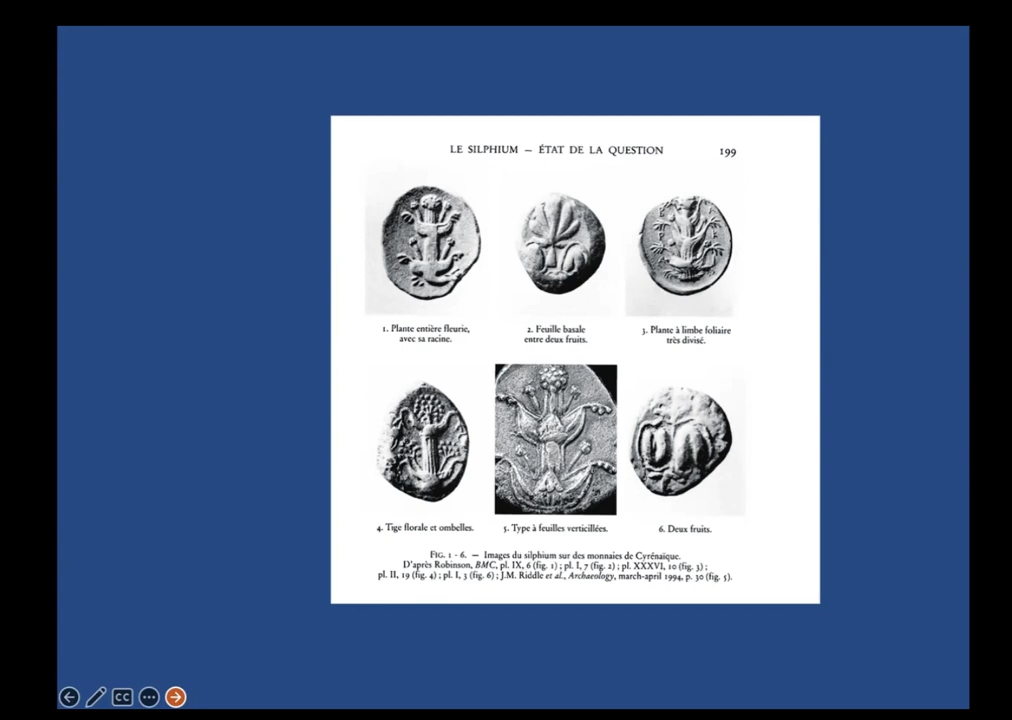 LE SILPHIUM — ÉTAT DE LA QUESTION 199
1. Plante entière fleurie,
avec sa racine.
2. Feuille basale
entre deux fruits.
3. Plante à limbe foliaire
très divisé.
4. Tige florale et ombelles.
5. Type à feuilles verticillées.
6. Deux fruits.
FIG. 1 - 6. — Images du silphium sur des monnaies de Cyrénaïque.
D'après Robinson, BMC, pl. IX, 6 (fig. 1) ; pl. I, 7 (fig. 2) ; pl. XXXVI, 10 (fig. 3) ;
pl. II, 19 (fig. 4) ; pl. I, 3 (fig. 6) ; J.M. Riddle et al., Archaeology, march-april 1994, p. 30 (fig. 5).
CC